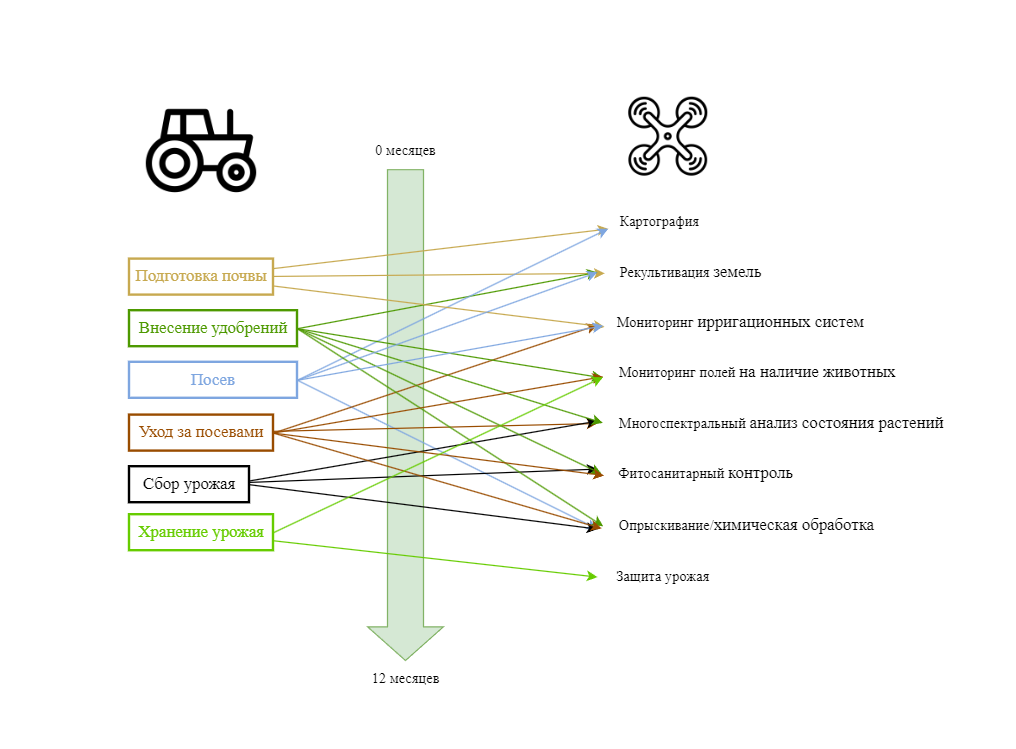 0 месяцев
Подготовка почвы
Внесение удобрений
Посев
Уход за посевами
Сбор урожая
Хранение урожая
Картография
Рекультивация земель
Мониторинг ирригационных систем
Мониторинг полей на наличие животных
Многоспектральный анализ состояния растений
Фитосанитарный контроль
Опрыскивание/химическая обработка
Защита урожая
12 месяцев